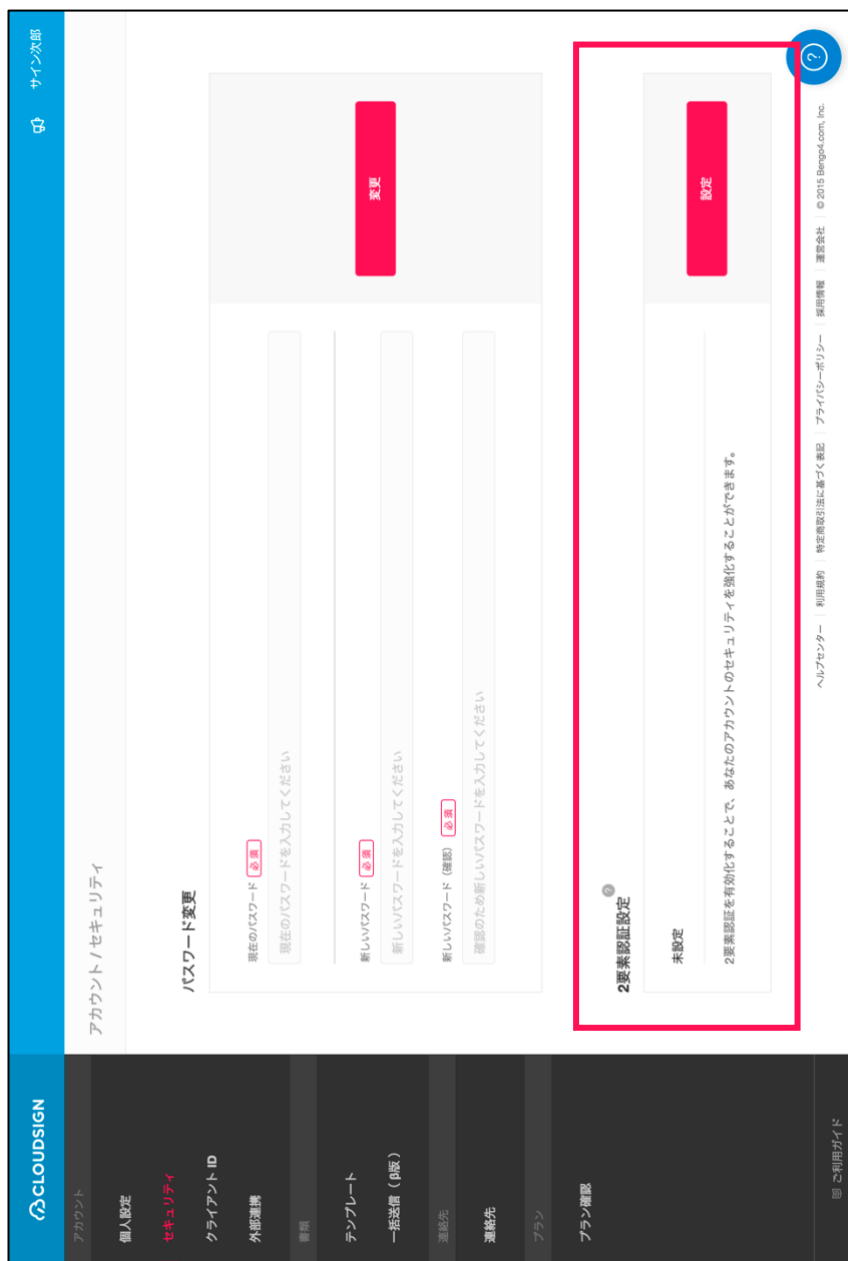 CLOUDSIGN
サイン次郎
アカウント
個人設定
セキュリティ
クライアント ID
外部連携
書類
テンプレート
一括送信（β版）
連絡先
連絡先
プラン
プラン確認
ご利用ガイド
アカウント / セキュリティ
パスワード変更
現在のパスワード 必須
現在のパスワードを入力してください
新しいパスワード 必須
新しいパスワードを入力してください
新しいパスワード（確認） 必須
確認のため新しいパスワードを入力してください
変更
2要素認証設定 ?
未設定
2要素認証を有効化することで、あなたのアカウントのセキュリティを強化することができます。
設定
?
ヘルプセンター | 利用規約 | 特定商取引法に基づく表記 | プライバシーポリシー | 採用情報 | 運営会社 | © 2015 Bengo4.com, Inc.